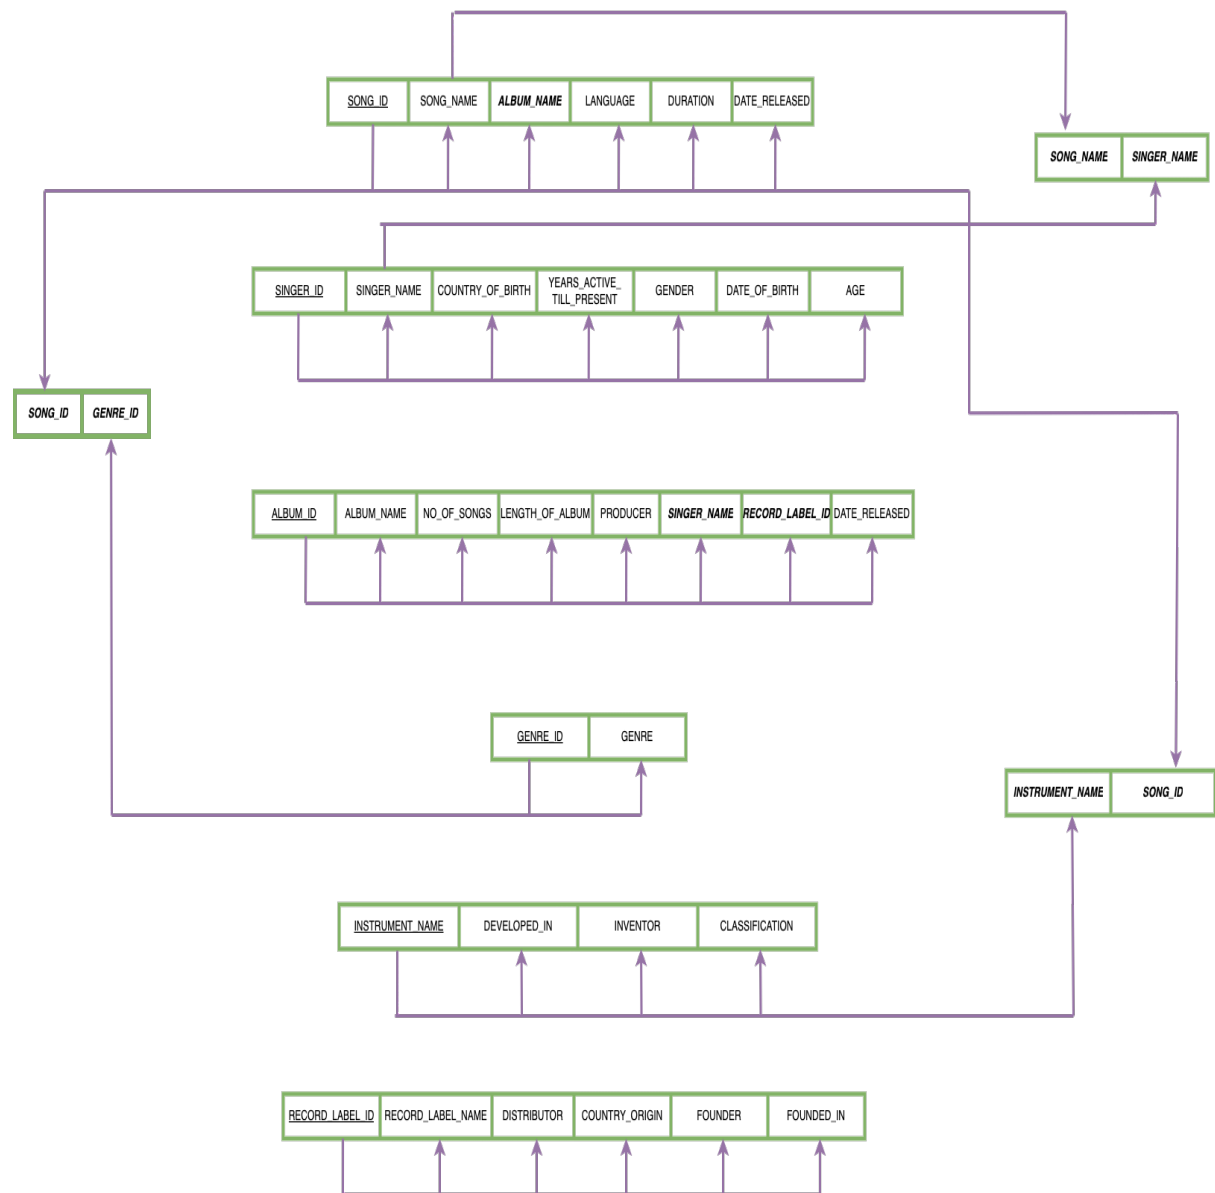 SONG_ID SONG_NAME ALBUM_NAME LANGUAGE DURATION DATE_RELEASED
SONG_NAME SINGER_NAME
SINGER_ID SINGER_NAME COUNTRY_OF_BIRTH YEARS_ACTIVE_
TILL_PRESENT GENDER DATE_OF_BIRTH AGE
SONG_ID GENRE_ID
ALBUM_ID ALBUM_NAME NO_OF_SONGS LENGTH_OF_ALBUM PRODUCER SINGER_NAME RECORD_LABEL_ID DATE_RELEASED
GENRE_ID GENRE
INSTRUMENT_NAME SONG_ID
INSTRUMENT_NAME DEVELOPED_IN INVENTOR CLASSIFICATION
RECORD_LABEL_ID RECORD_LABEL_NAME DISTRIBUTOR COUNTRY_ORIGIN FOUNDER FOUNDED_IN